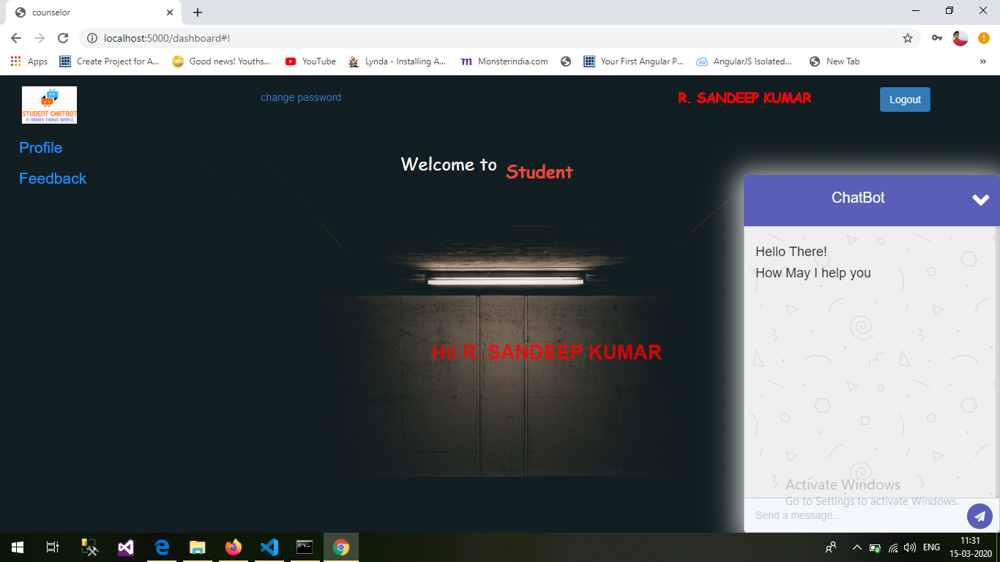 counselor
localhost:5000/dashboard#!
Apps
Create Project for A...
Good news! Youths...
YouTube
Lynda - Installing A...
Monsterindia.com
Your First Angular P...
AngularJS Isolated...
New Tab
»
STUDENT CHATBOT
IT MAKES THINGS SIMPLE
change password
R. SANDEEP KUMAR
Logout
Profile
Feedback
Welcome to Student
Hii R. SANDEEP KUMAR
ChatBot
Hello There!
How May I help you
Activate Windows
Go to Settings to activate Windows.
Send a message...
ENG
11:31
15-03-2020